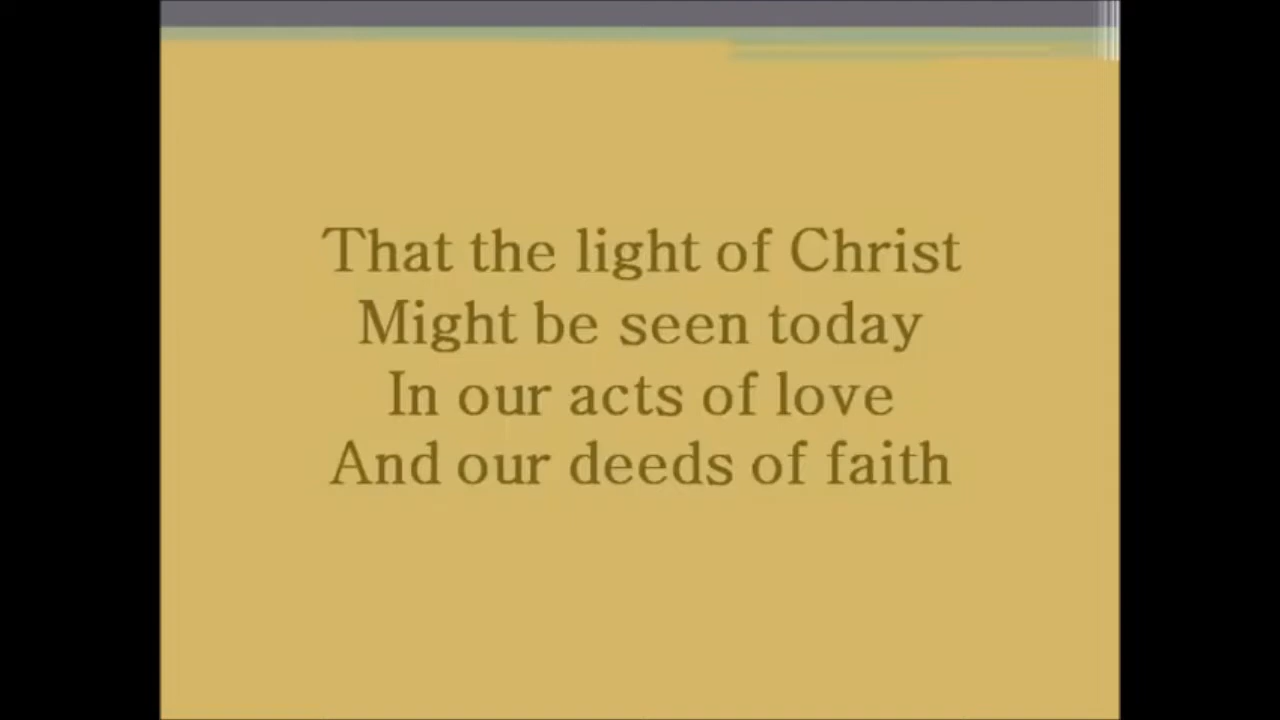 That the light of Christ
Might be seen today
In our acts of love
And our deeds of faith